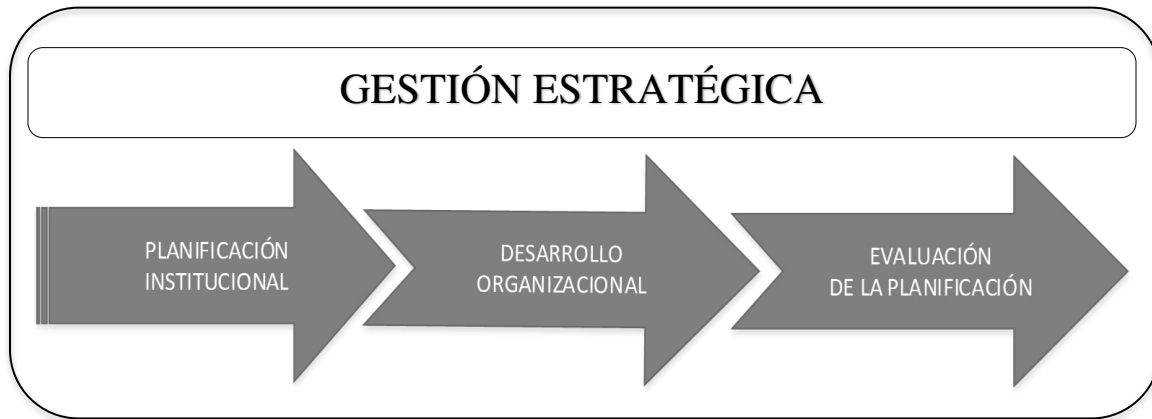 GESTIÓN ESTRATÉGICA
PLANIFICACIÓN
INSTITUCIONAL
DESARROLLO
ORGANIZACIONAL
EVALUACIÓN
DE LA PLANIFICACIÓN